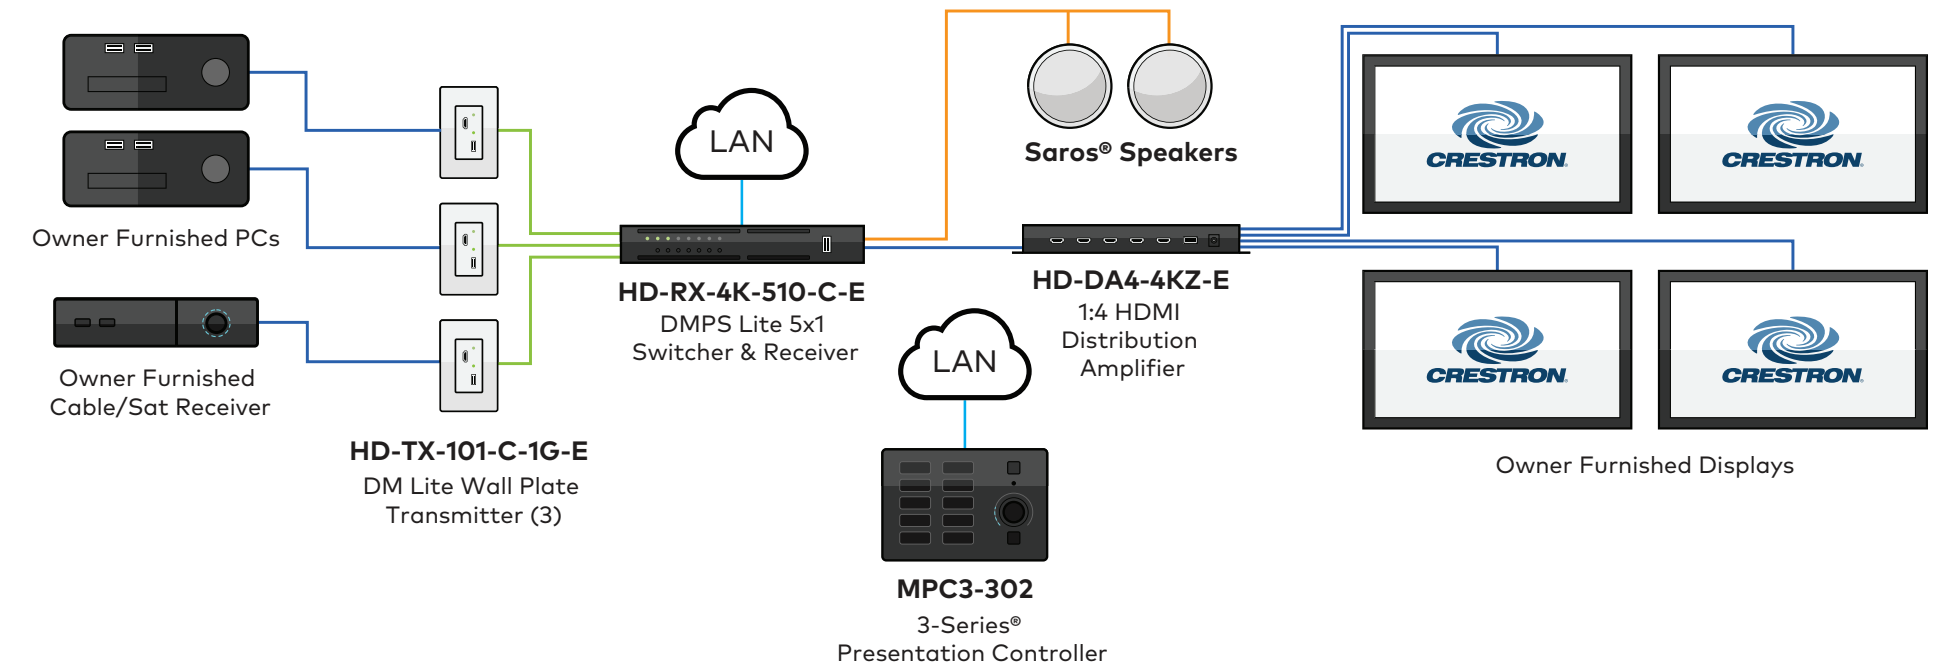 Owner Furnished PCs
Owner Furnished
Cable/Sat Receiver
HD-TX-101-C-1G-E
DM Lite Wall Plate
Transmitter (3)
LAN
HD-RX-4K-510-C-E
DMPS Lite 5x1
Switcher & Receiver
Saros® Speakers
HD-DA4-4KZ-E
1:4 HDMI
Distribution
Amplifier
LAN
MPC3-302
3-Series®
Presentation Controller
CRESTRON®
CRESTRON®
CRESTRON®
CRESTRON®
Owner Furnished Displays